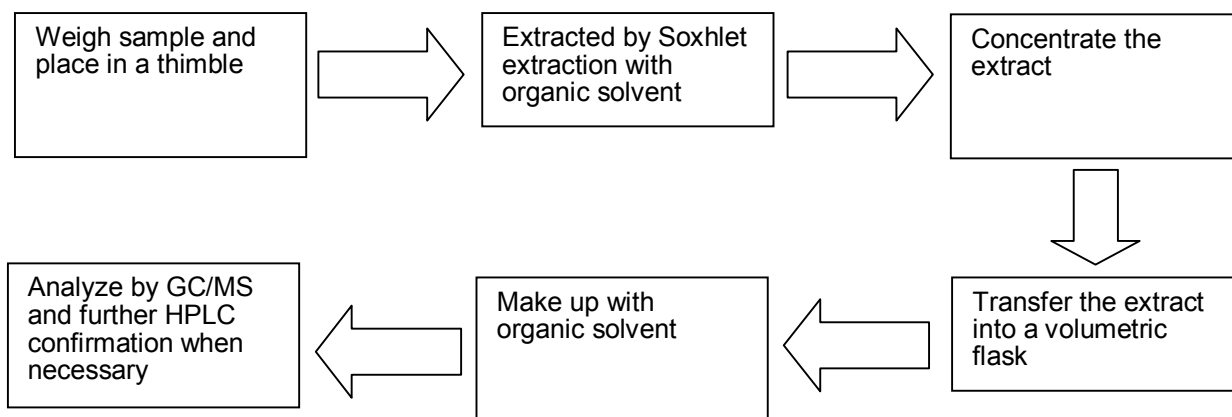 Weigh sample and
place in a thimble
Extracted by Soxhlet
extraction with
organic solvent
Concentrate the
extract
Transfer the extract
into a volumetric
flask
Make up with
organic solvent
Analyze by GC/MS
and further HPLC
confirmation when
necessary